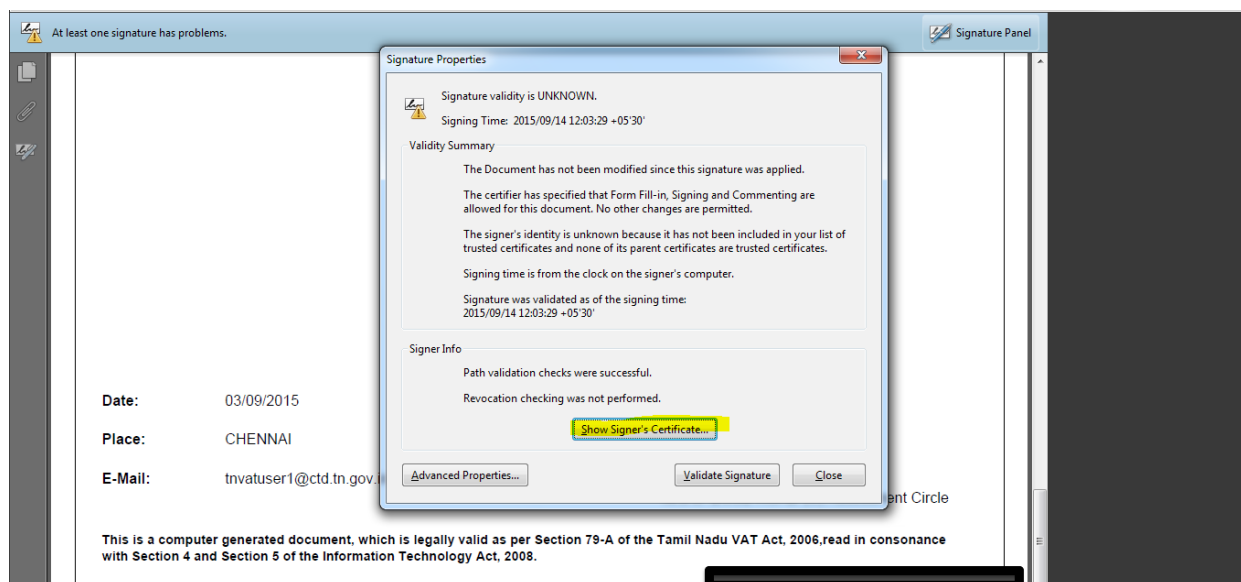 At least one signature has problems.
Signature Panel
Signature Properties
Signature validity is UNKNOWN.
Signing Time: 2015/09/14 12:03:29 +05'30'
Validity Summary
The Document has not been modified since this signature was applied.
The certifier has specified that Form Fill-in, Signing and Commenting are
allowed for this document. No other changes are permitted.
The signer's identity is unknown because it has not been included in your list of
trusted certificates and none of its parent certificates are trusted certificates.
Signing time is from the clock on the signer's computer.
Signature was validated as of the signing time:
2015/09/14 12:03:29 +05'30'
Signer Info
Path validation checks were successful.
Revocation checking was not performed.
Show Signer's Certificate...
Advanced Properties...
Validate Signature
Close
Date: 03/09/2015
Place: CHENNAI
E-Mail: tnvatuser1@ctd.tn.gov.
Circle
This is a computer generated document, which is legally valid as per Section 79-A of the Tamil Nadu VAT Act, 2006,read in consonance
with Section 4 and Section 5 of the Information Technology Act, 2008.